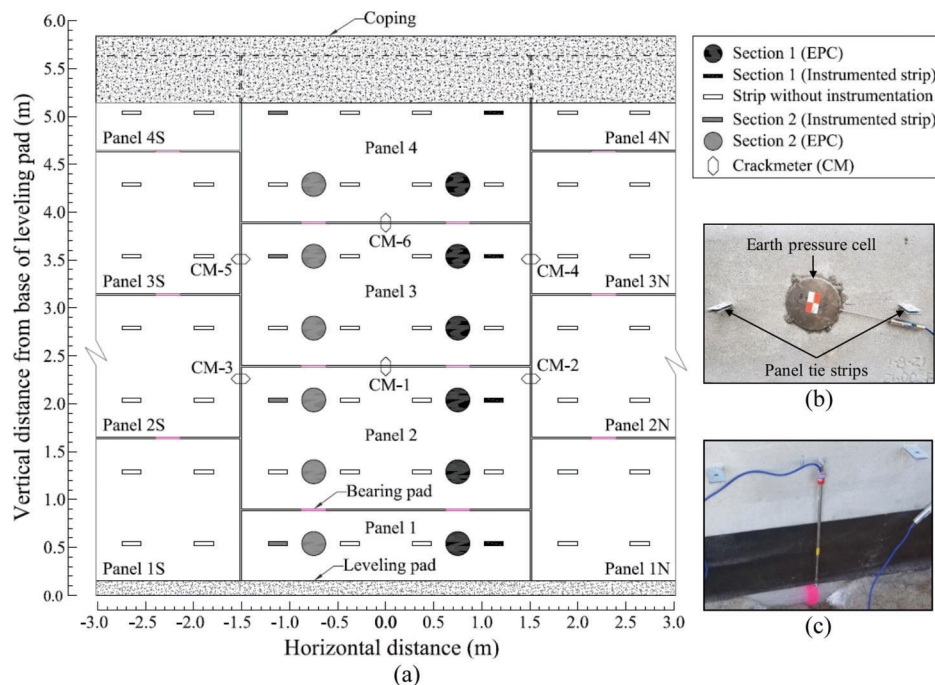 6.0
5.5
5.0
4.5
4.0
3.5
3.0
2.5
2.0
1.5
1.0
0.5
0.0
Vertical distance from base of leveling pad (m)
Coping
Panel 4S
Panel 4
Panel 4N
CM-6
CM-5
CM-4
Panel 3S
Panel 3
Panel 3N
CM-3
CM-1
CM-2
Panel 2S
Panel 2
Panel 2N
Bearing pad
Panel 1
Panel 1S
Leveling pad
Panel 1N
-3.0 -2.5 -2.0 -1.5 -1.0 -0.5 0.0 0.5 1.0 1.5 2.0 2.5 3.0
Horizontal distance (m)
(a)
Section 1 (EPC)
Section 1 (Instrumented strip)
Strip without instrumentation
Section 2 (Instrumented strip)
Section 2 (EPC)
Crackmeter (CM)
Earth pressure cell
Panel tie strips
(b)
(c)